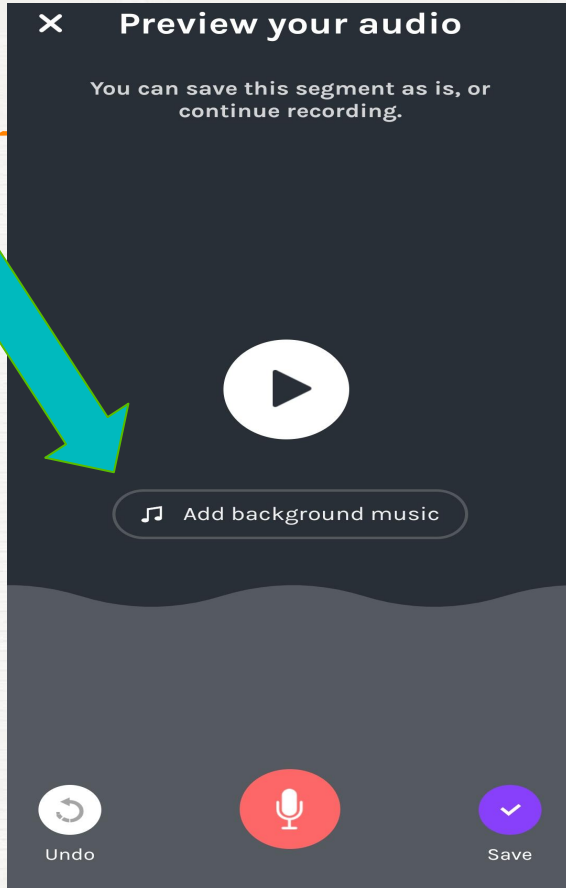 Preview your audio
You can save this segment as is, or
continue recording.
Add background music
Undo
Save